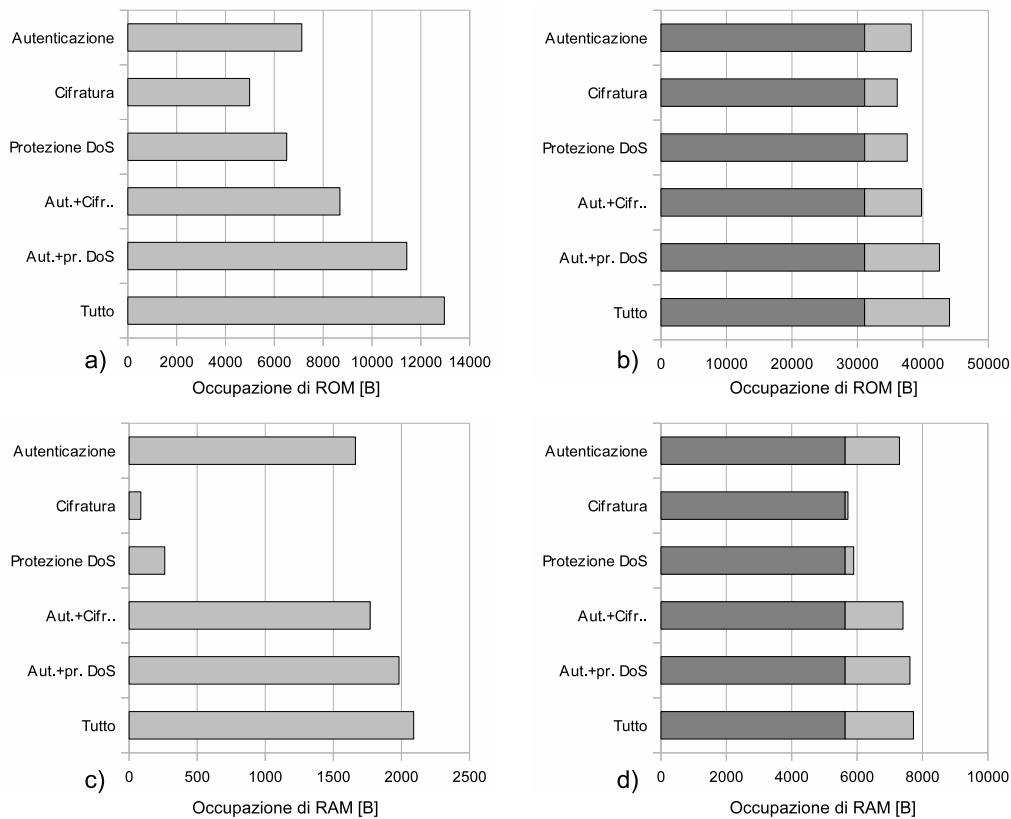 Autenticazione
Cifratura
Protezione DoS
Aut.+Cifr..
Aut.+pr. DoS
Tutto
a)
0 2000 4000 6000 8000 10000 12000 14000
Occupazione di ROM [B]
Autenticazione
Cifratura
Protezione DoS
Aut.+Cifr..
Aut.+pr. DoS
Tutto
b)
0 10000 20000 30000 40000 50000
Occupazione di ROM [B]
Autenticazione
Cifratura
Protezione DoS
Aut.+Cifr..
Aut.+pr. DoS
Tutto
c)
0 500 1000 1500 2000 2500
Occupazione di RAM [B]
Autenticazione
Cifratura
Protezione DoS
Aut.+Cifr..
Aut.+pr. DoS
Tutto
d)
0 2000 4000 6000 8000 10000
Occupazione di RAM [B]